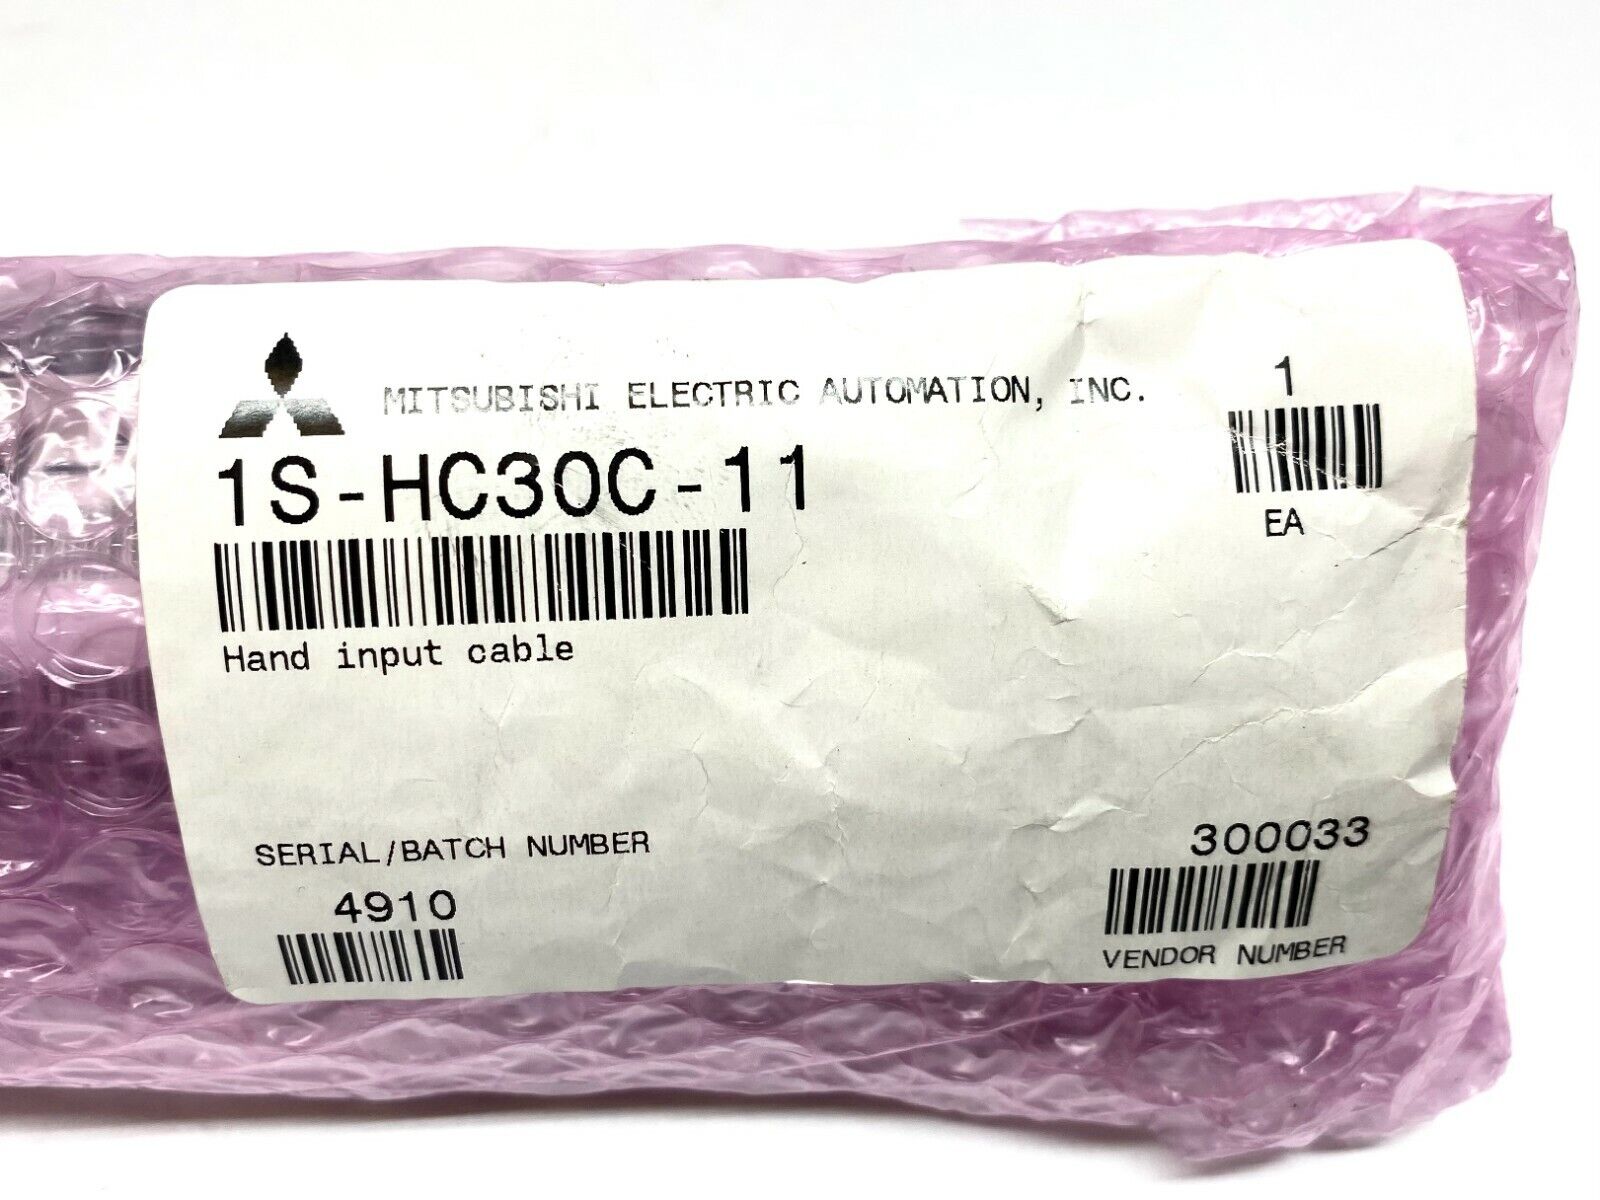 MITSUBISHI ELECTRIC AUTOMATION, INC.
1
1S-HC30C-11
EA
Hand input cable
SERIAL/BATCH NUMBER
4910
300033
VENDOR NUMBER